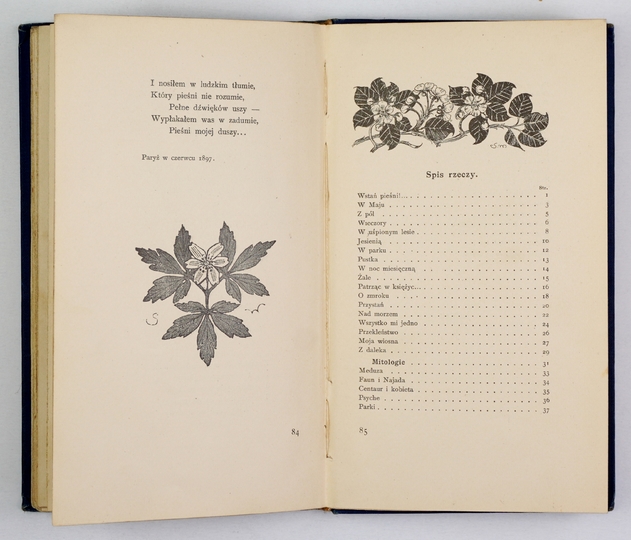 I nosiłem w ludzkim tłumie,
Który pieśni nie rozumie,
Pełne dźwięków uszy —
Wypłakałem was w zadumie,
Pieśni mojej duszy...
Paryż w czerwcu 1897.
84
Spis rzeczy.
Str.
Wstań pieśni!... 1
W Maju 3
Z pól 5
Wieczory 6
W uśpionym lesie 8
Jesienią 10
W parku 12
Pustka 13
W noc miesięczną 14
Żale 15
Patrząc w księżyc... 16
O zmroku 18
Przystań 20
Nad morzem 22
Wszystko mi jedno 24
Przekleństwo 26
Moja wiosna 27
Z daleka 29
Mitologie 31
Meduza 33
Faun i Najada 34
Centaur i kobieta 35
Psyche 36
Parki 37
85